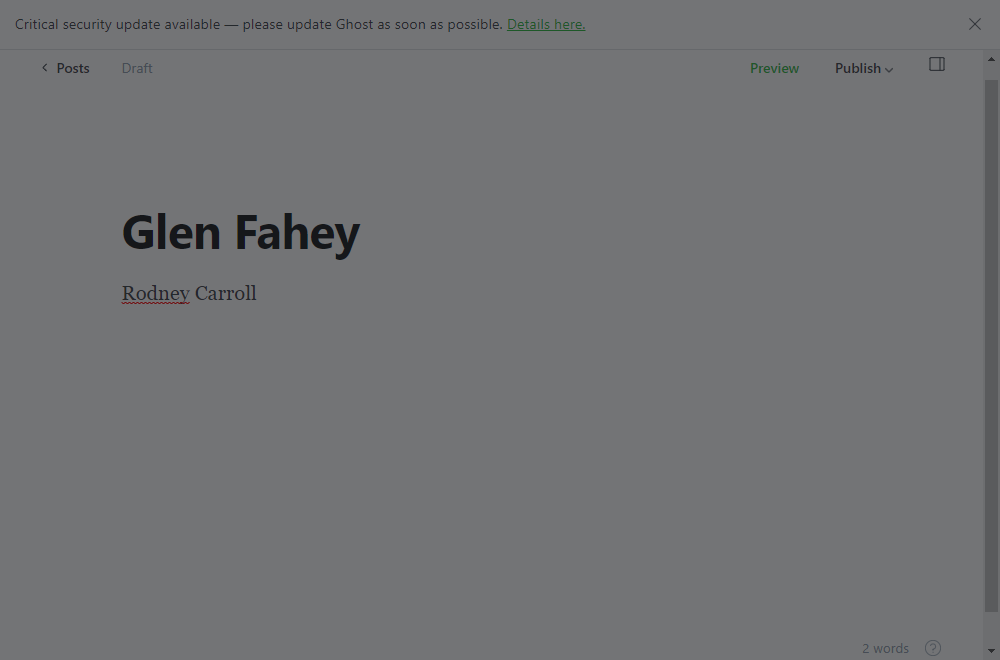 Critical security update available — please update Ghost as soon as possible. Details here.
Posts Draft Preview Publish
Glen Fahey
Rodney Carroll
2 words ?